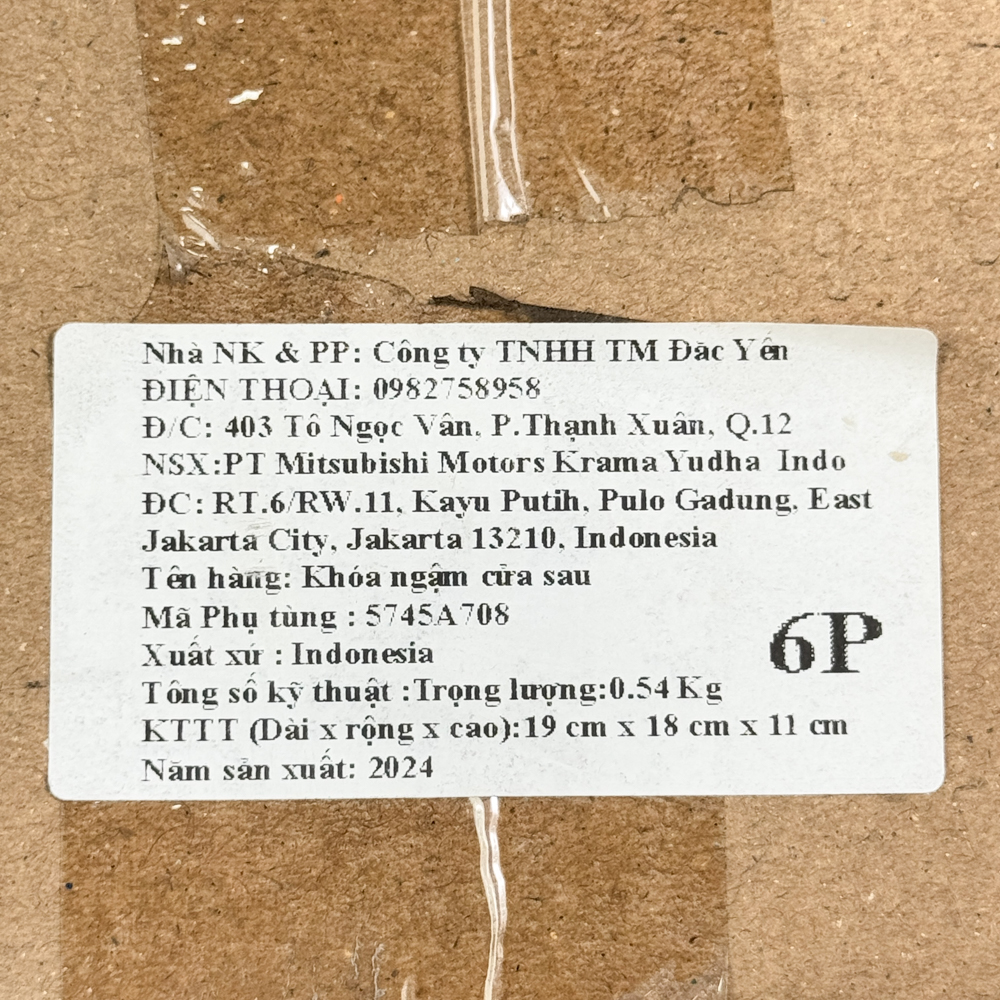 Nhà NK & PP: Công ty TNHH TM Đăc Yến
ĐIỆN THOẠI: 0982758958
Đ/C: 403 Tô Ngọc Vân, P.Thạnh Xuân, Q.12
NSX:PT Mitsubishi Motors Krama Yudha Indo
ĐC: RT.6/RW.11, Kayu Putih, Pulo Gadung, East
Jakarta City, Jakarta 13210, Indonesia
Tên hàng: Khóa ngậm cửa sau
Mã Phụ tùng : 5745A708
Xuất xứ : Indonesia
Tông số kỹ thuật :Trọng lượng:0.54 Kg
KTTT (Dài x rộng x cao):19 cm x 18 cm x 11 cm
Năm sản xuất: 2024
6P